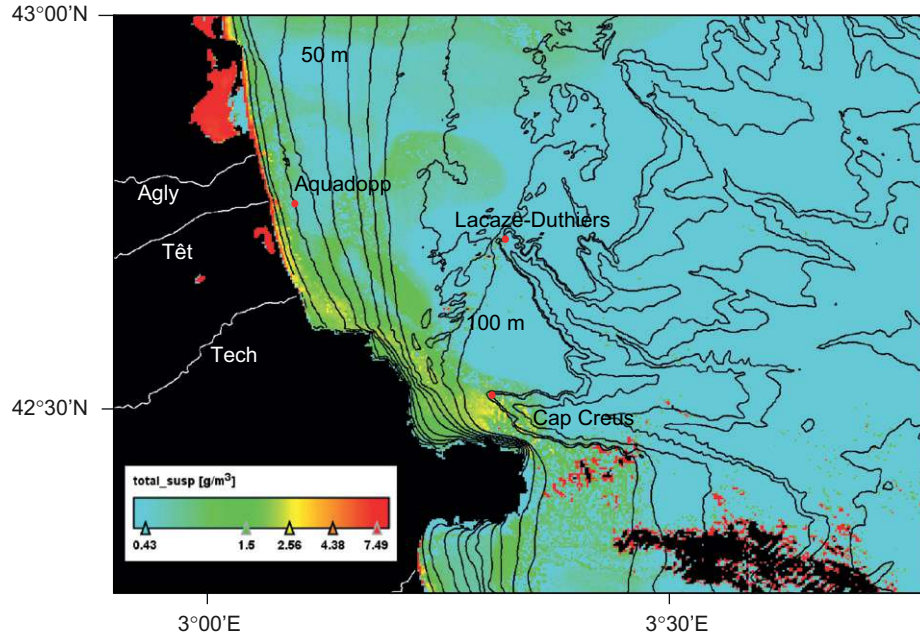 43°00'N
50 m
Agly
Aquadopp
Têt
Lacaze-Duthiers
100 m
Tech
42°30'N
Cap Creus
total_susp [g/m³]
0.43 1.5 2.56 4.38 7.49
3°00'E 3°30'E